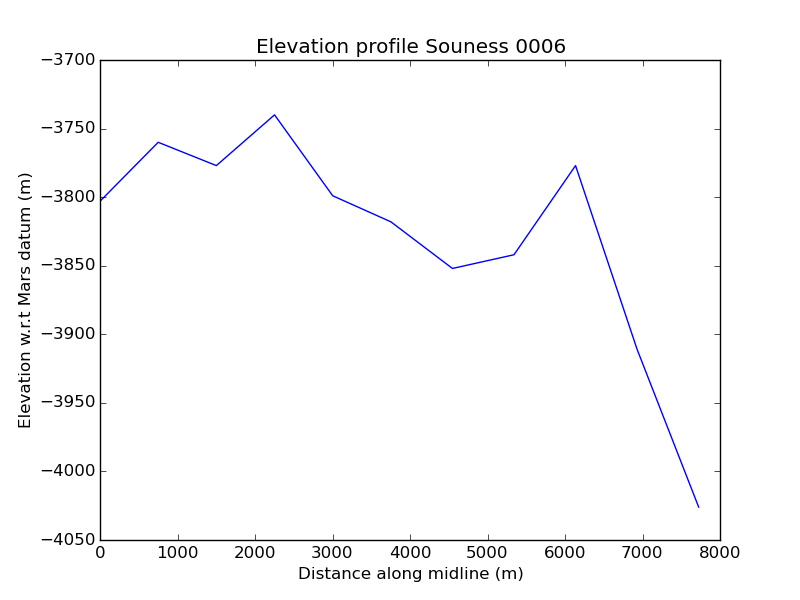 Elevation profile Souness 0006
−3700
−3750
−3800
−3850
−3900
−3950
−4000
−4050
Elevation w.r.t Mars datum (m)
0 1000 2000 3000 4000 5000 6000 7000 8000
Distance along midline (m)